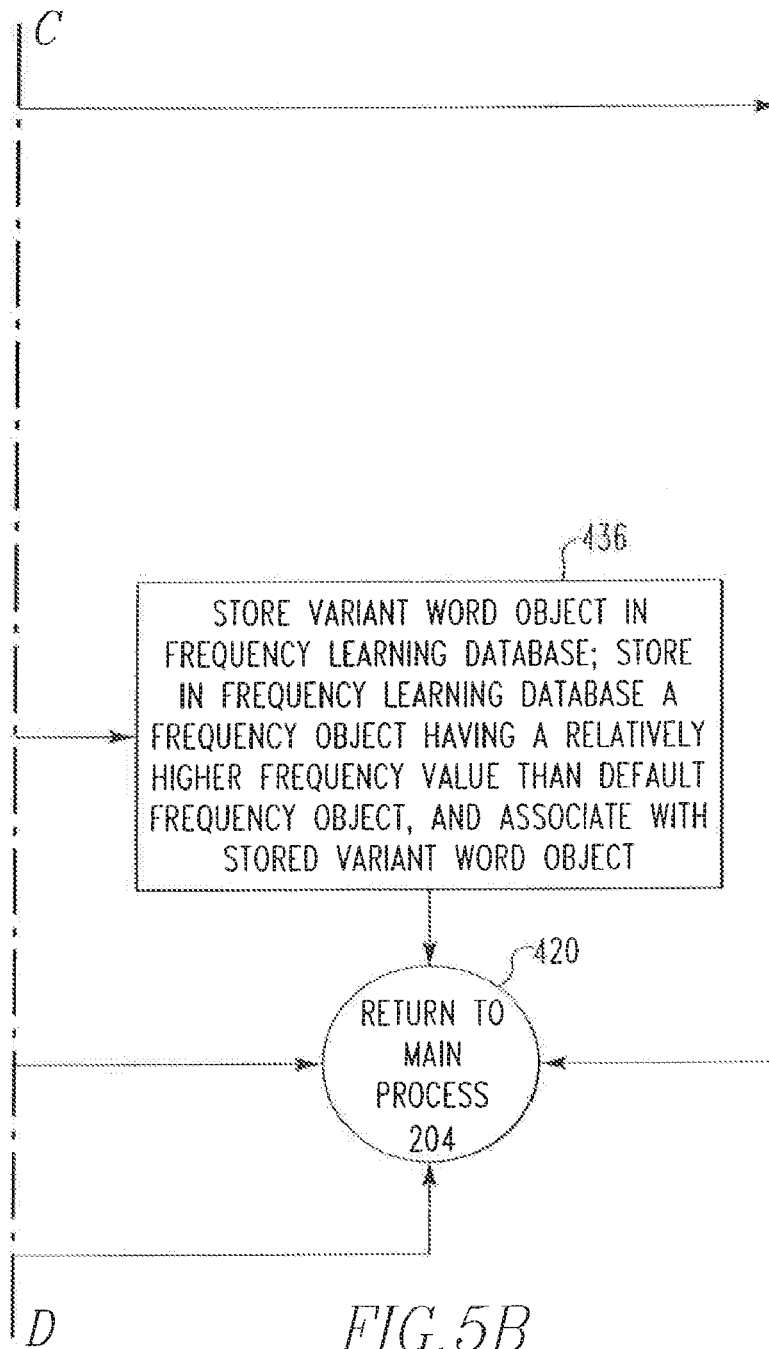 C
436
STORE VARIANT WORD OBJECT IN
FREQUENCY LEARNING DATABASE; STORE
IN FREQUENCY LEARNING DATABASE A
FREQUENCY OBJECT HAVING A RELATIVELY
HIGHER FREQUENCY VALUE THAN DEFAULT
FREQUENCY OBJECT, AND ASSOCIATE WITH
STORED VARIANT WORD OBJECT
420
RETURN TO
MAIN
PROCESS
204
D
FIG.5B